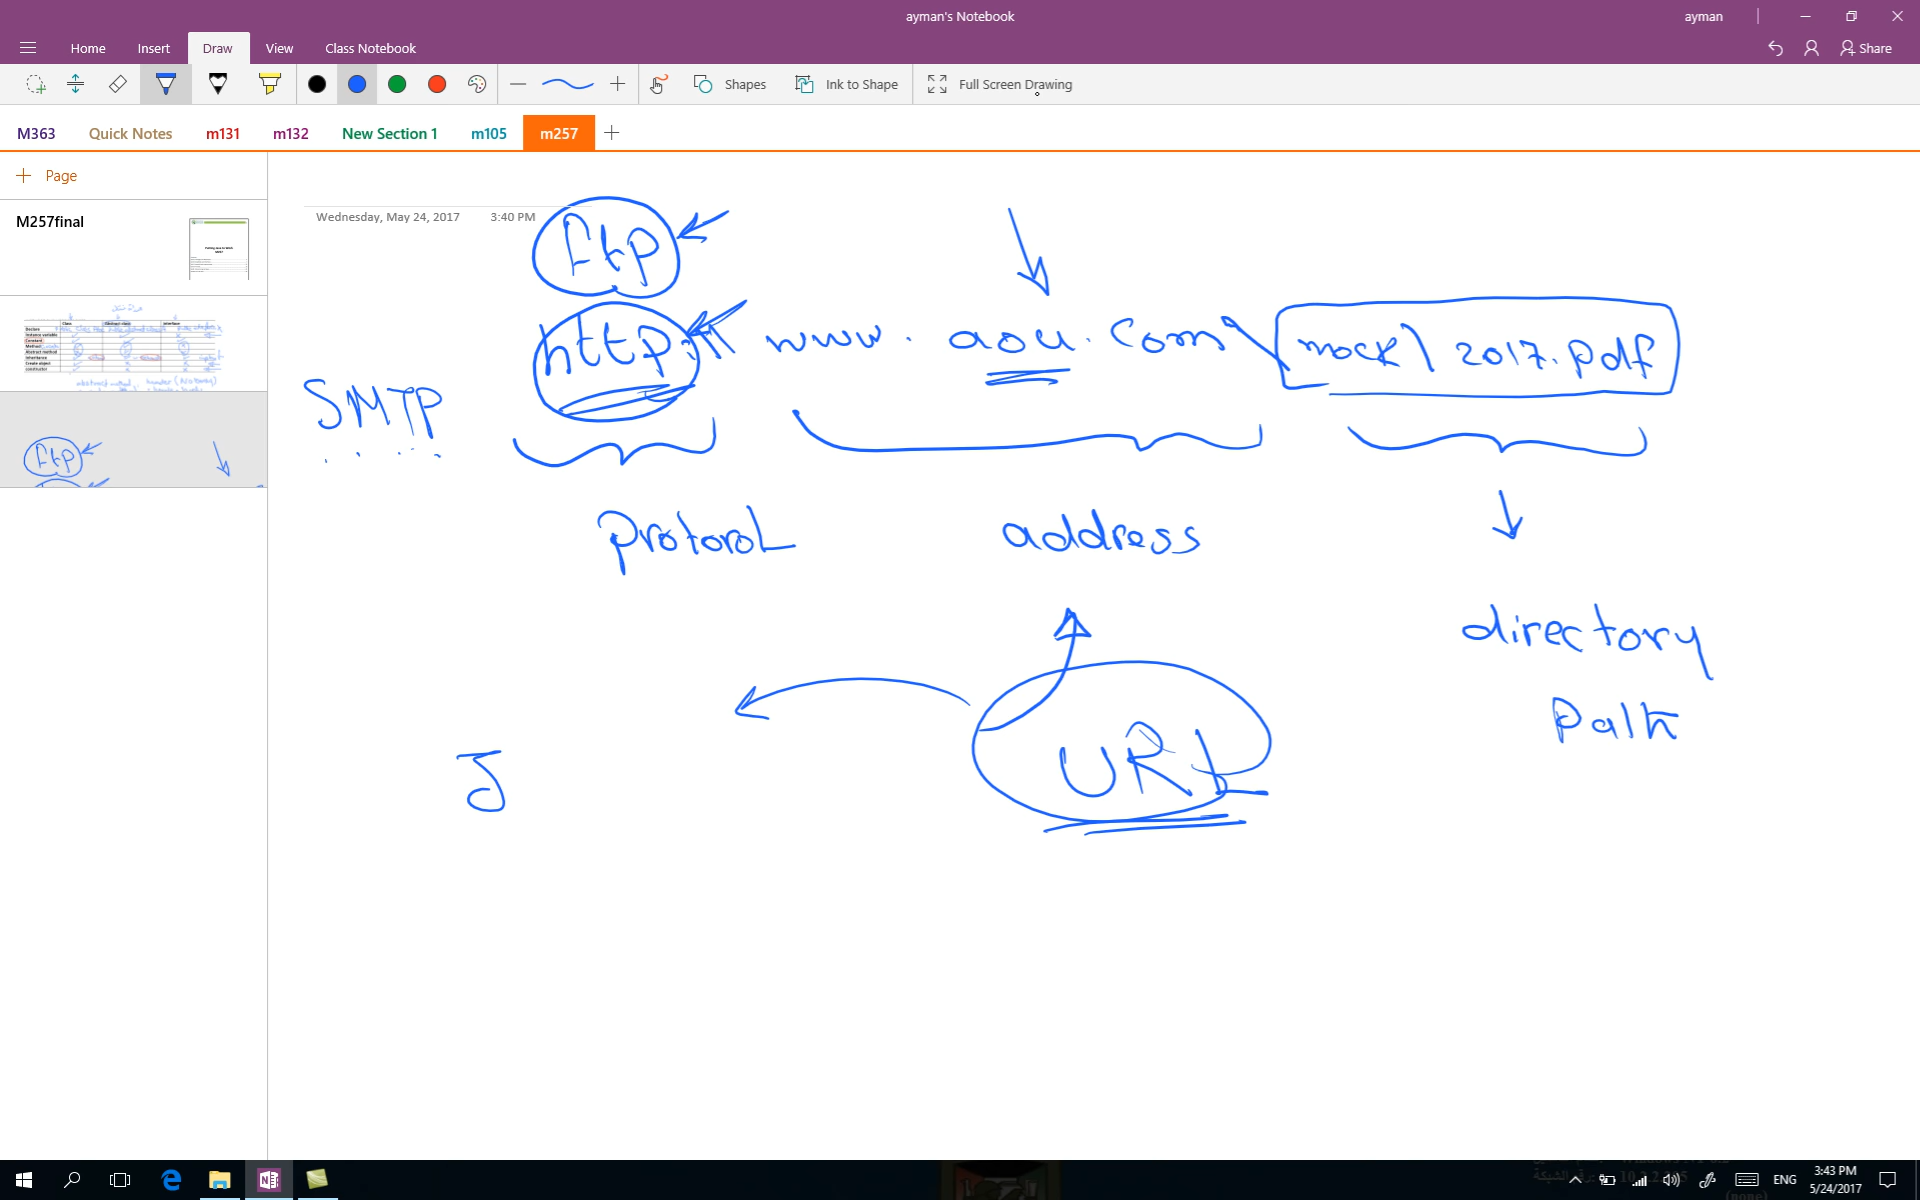 ayman's Notebook
ayman
Home Insert Draw View Class Notebook
Share
Shapes Ink to Shape Full Screen Drawing
M363 Quick Notes m131 m132 New Section 1 m105 m257
Page
M257final
Wednesday, May 24, 2017 3:40 PM
ftp
http:\\ www. aou. Com \ mock \ 2017. pdf
SMTP
protorol address
directory
Path
URL
J
ftp
ENG
3:43 PM
5/24/2017